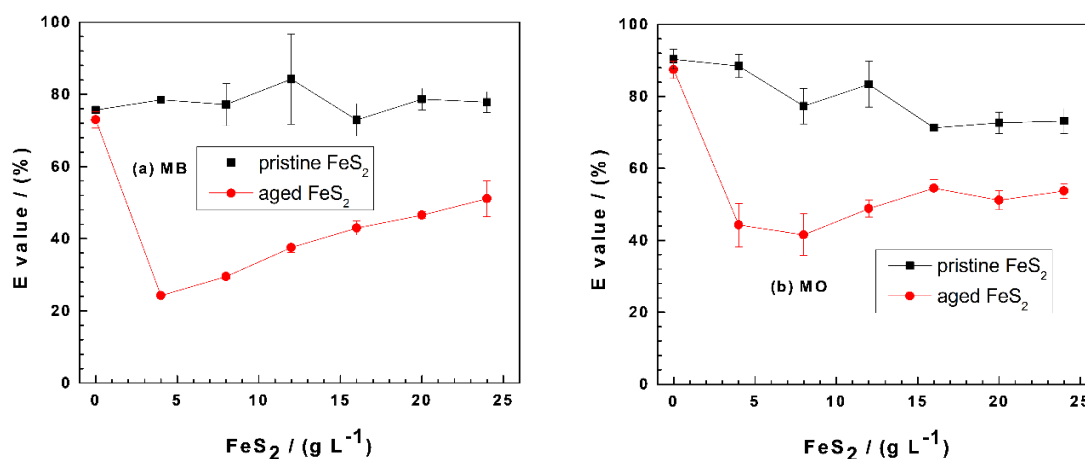 100
80
60
40
20
0
E value / (%)
(a) MB
pristine FeS₂
aged FeS₂
0 5 10 15 20 25
FeS₂ / (g L⁻¹)
100
80
60
40
20
0
E value / (%)
pristine FeS₂
(b) MO
aged FeS₂
0 5 10 15 20 25
FeS₂ / (g L⁻¹)